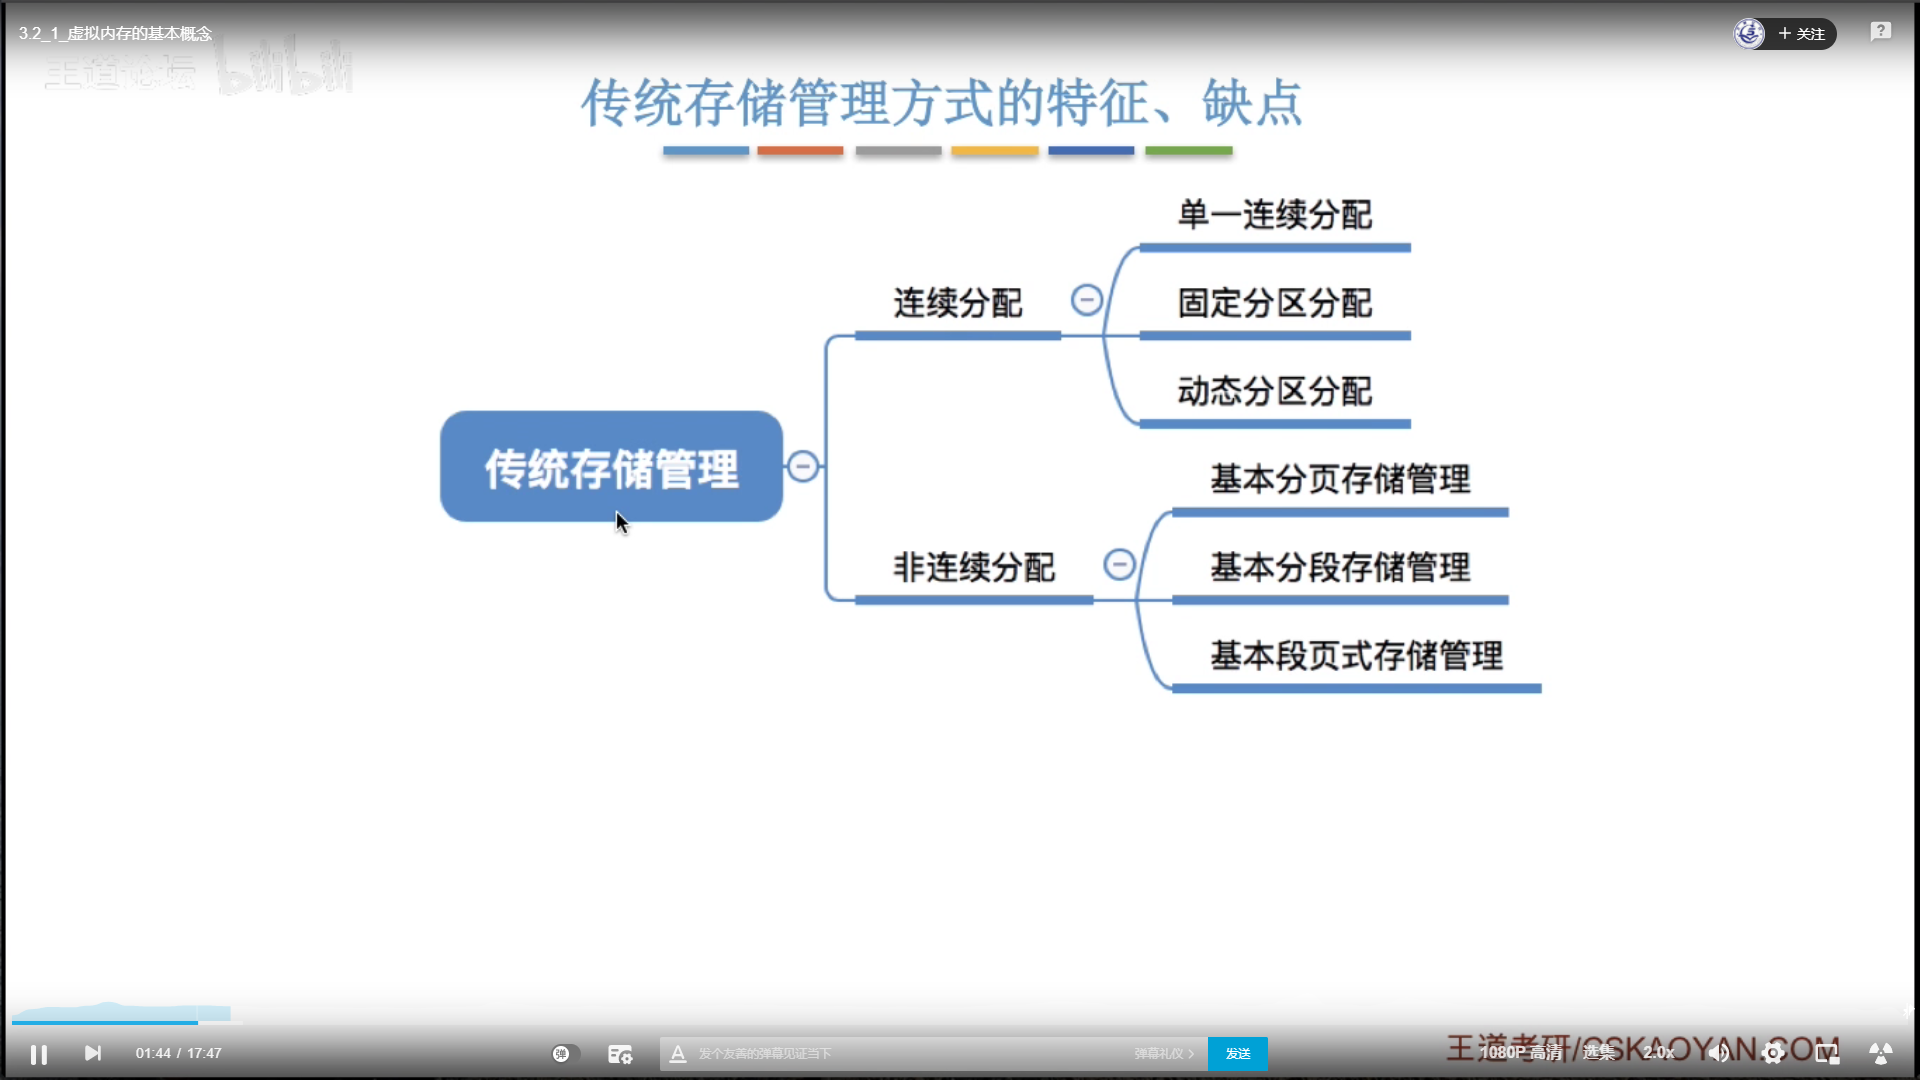 3.2_1_虚拟内存的基本概念
+ 关注
王道论坛 bilibili
传统存储管理方式的特征、缺点
单一连续分配
连续分配
固定分区分配
动态分区分配
传统存储管理
基本分页存储管理
非连续分配
基本分段存储管理
基本段页式存储管理
01:44 / 17:47
弹
A 发个友善的弹幕见证当下
弹幕礼仪 >
发送
王道考研/CSKAOYAN.COM
1080P 高清
选集
2.0x